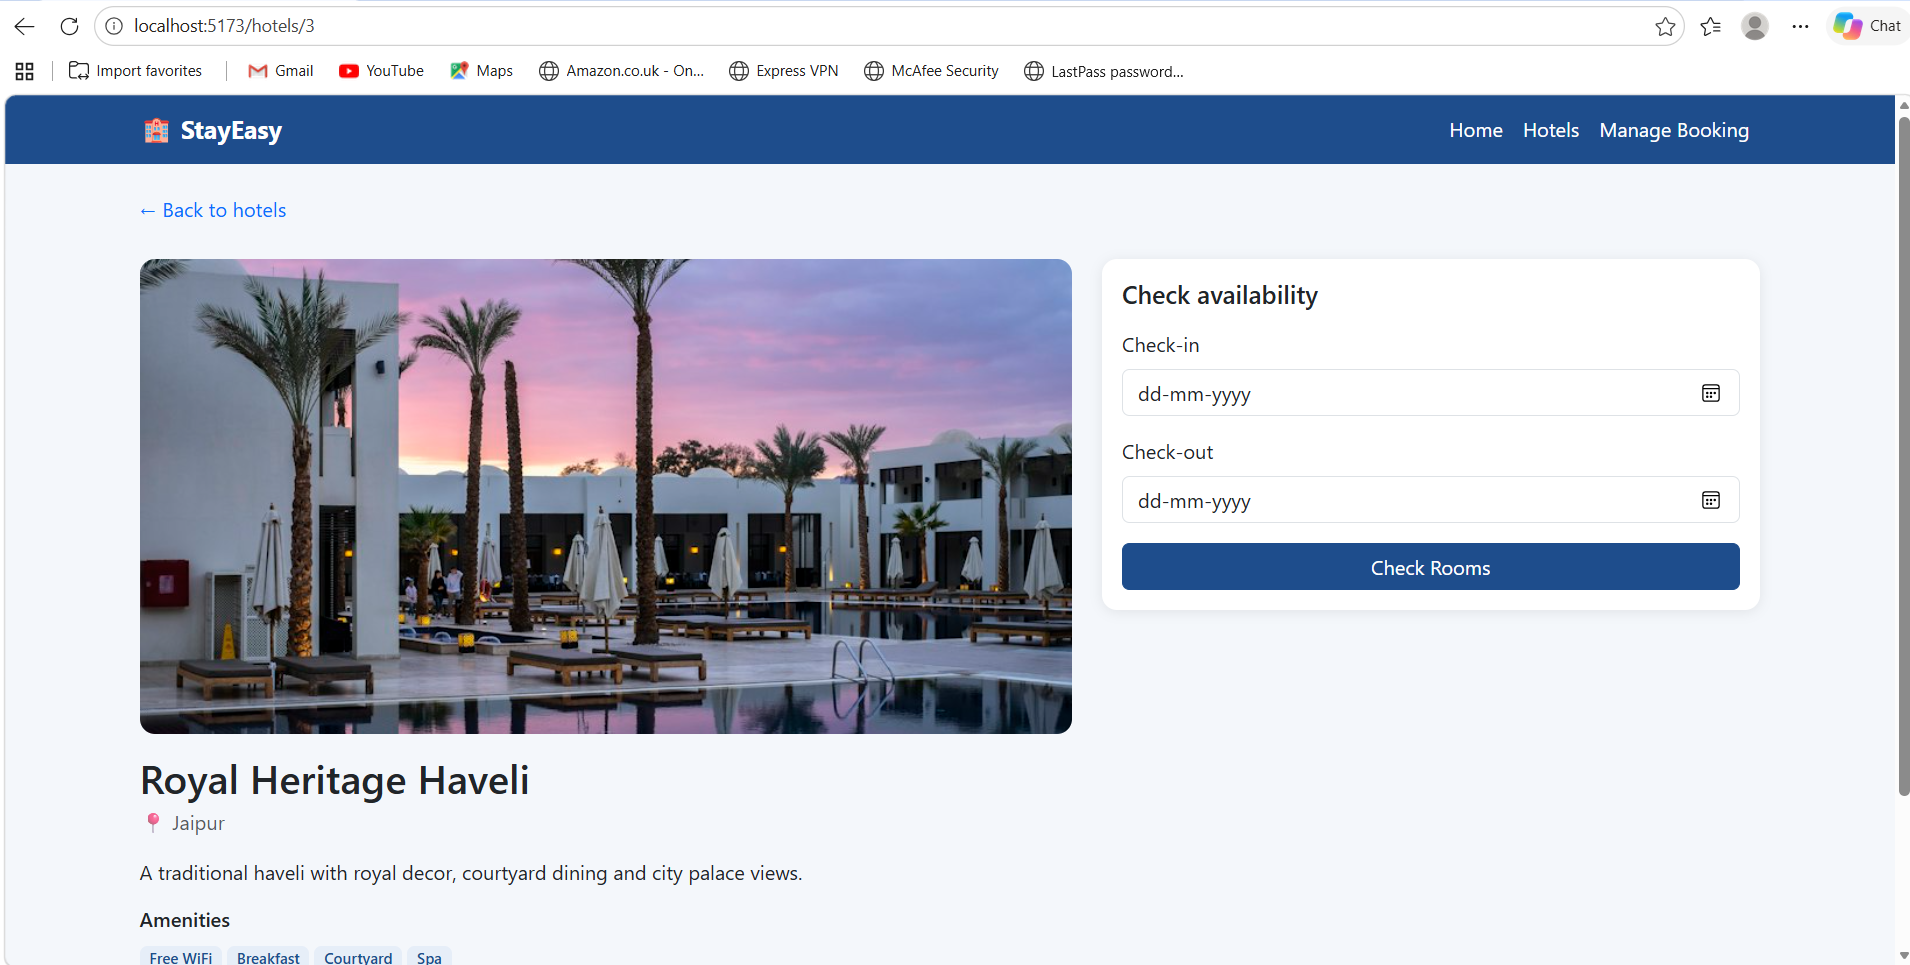 localhost:5173/hotels/3
Chat
Import favorites
Gmail
YouTube
Maps
Amazon.co.uk - On...
Express VPN
McAfee Security
LastPass password...
StayEasy
Home
Hotels
Manage Booking
← Back to hotels
Check availability
Check-in
dd-mm-yyyy
Check-out
dd-mm-yyyy
Check Rooms
Royal Heritage Haveli
Jaipur
A traditional haveli with royal decor, courtyard dining and city palace views.
Amenities
Free WiFi
Breakfast
Courtyard
Spa